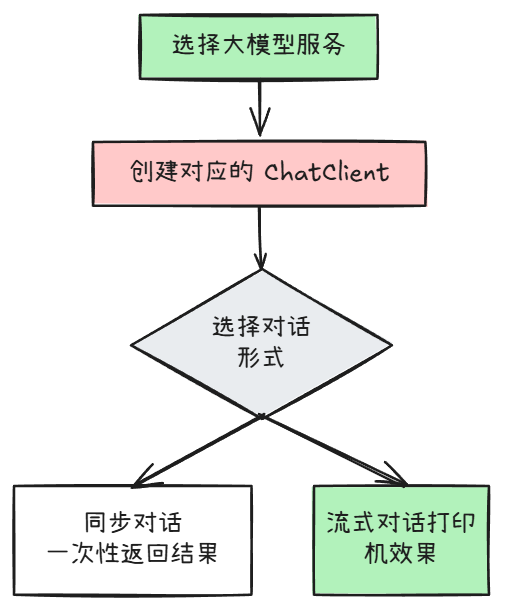 选择大模型服务
创建对应的 ChatClient
选择对话
形式
同步对话
一次性返回结果
流式对话打印
机效果